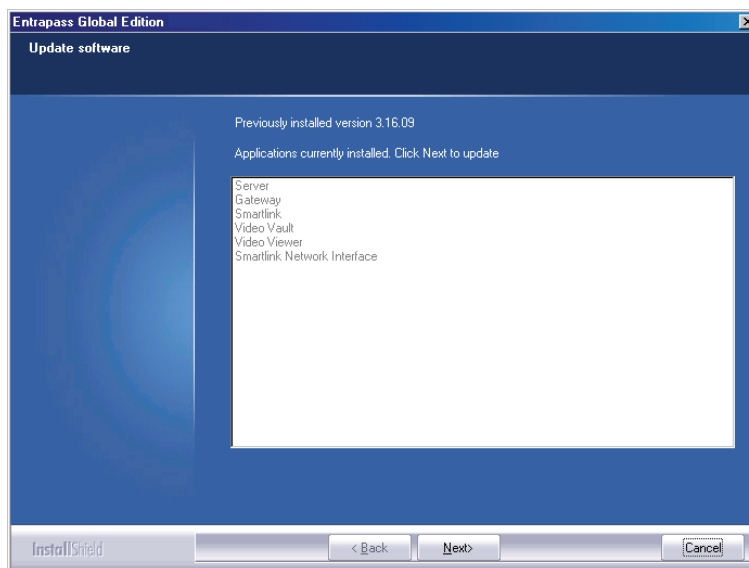 Entrapass Global Edition
Update software
Previously installed version 3.16.09
Applications currently installed. Click Next to update
Server
Gateway
Smartlink
Video Vault
Video Viewer
Smartlink Network Interface
InstallShield
< Back
Next>
Cancel